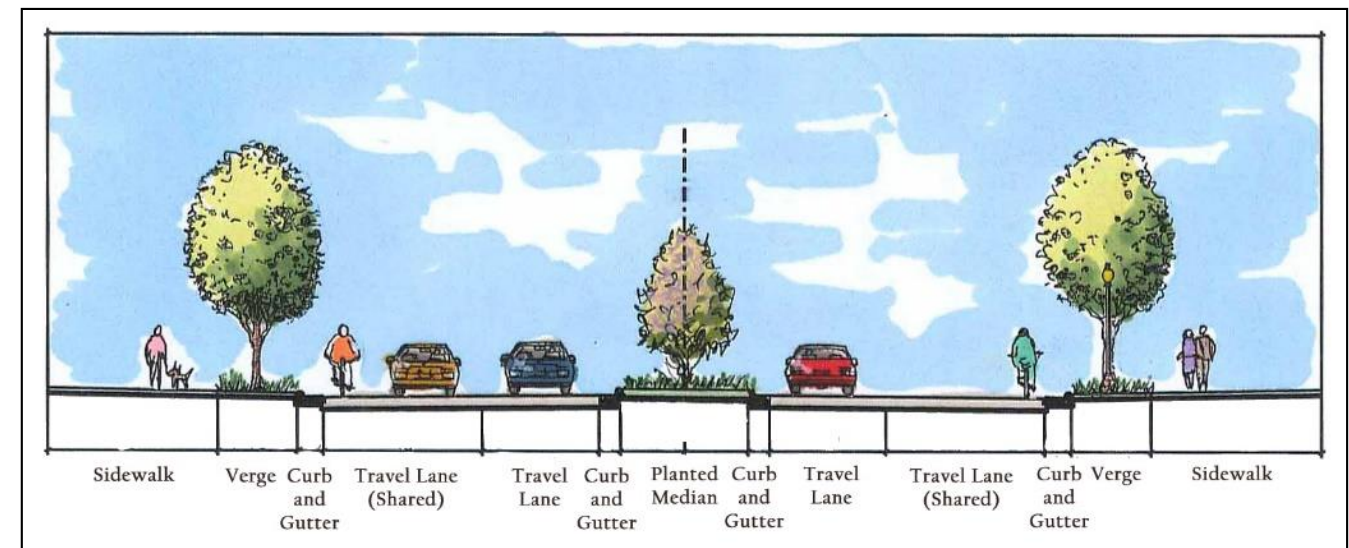 Sidewalk Verge Curb Travel Lane Travel Curb Planted Curb Travel Travel Lane Curb Verge Sidewalk
and (Shared) Lane and Median and Lane (Shared) and
Gutter Gutter Gutter Gutter